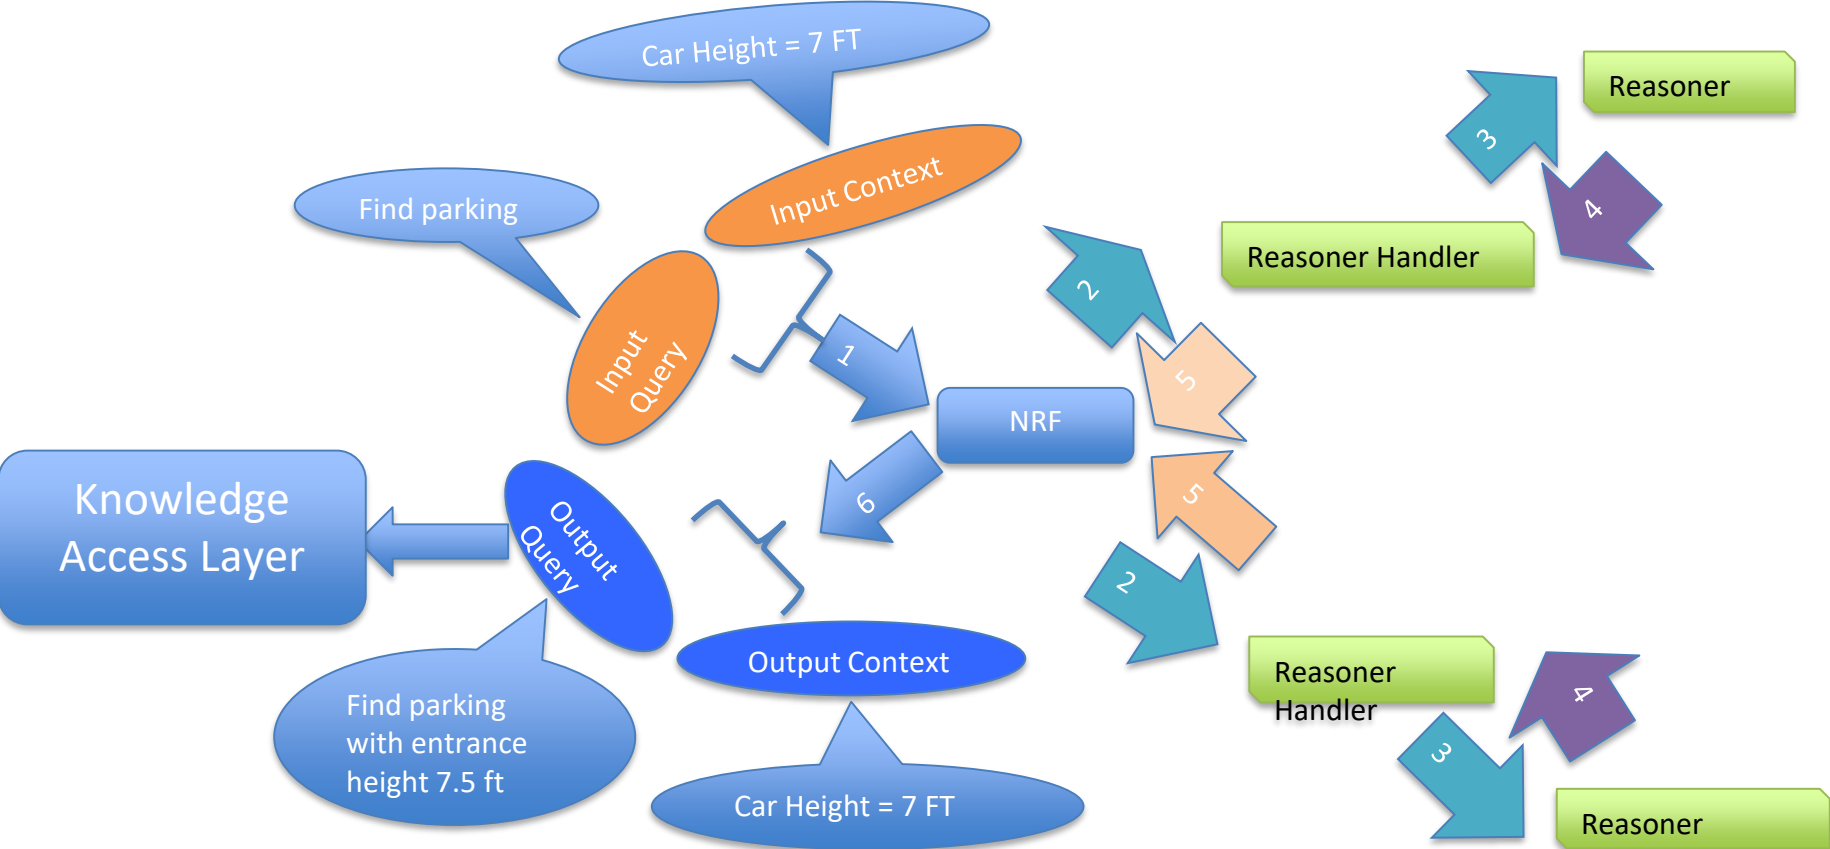 Car Height = 7 FT
Reasoner
3
Input Context
Find parking
4
Reasoner Handler
2
Input
Query
1
5
NRF
Knowledge
Access Layer
6
5
Output
Query
2
Output Context
Reasoner
Handler
4
Find parking
with entrance
height 7.5 ft
3
Car Height = 7 FT
Reasoner